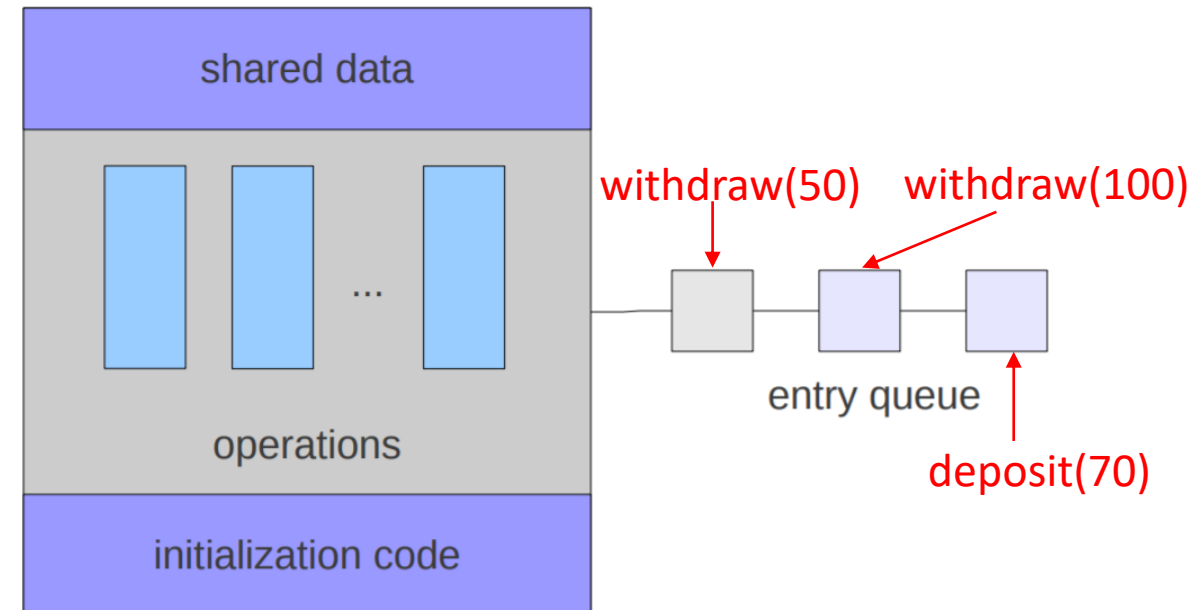 shared data
withdraw(50) withdraw(100)
...
entry queue
operations
deposit(70)
initialization code